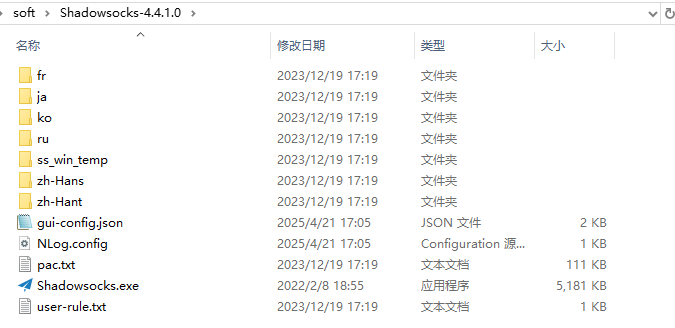 soft Shadowsocks-4.4.1.0
名称 修改日期 类型 大小
fr 2023/12/19 17:19 文件夹
ja 2023/12/19 17:19 文件夹
ko 2023/12/19 17:19 文件夹
ru 2023/12/19 17:19 文件夹
ss_win_temp 2023/12/19 17:19 文件夹
zh-Hans 2023/12/19 17:19 文件夹
zh-Hant 2023/12/19 17:19 文件夹
gui-config.json 2025/4/21 17:05 JSON 文件 2 KB
NLog.config 2025/4/21 17:05 Configuration 源... 1 KB
pac.txt 2023/12/19 17:19 文本文档 111 KB
Shadowsocks.exe 2022/2/8 18:55 应用程序 5,181 KB
user-rule.txt 2023/12/19 17:19 文本文档 1 KB